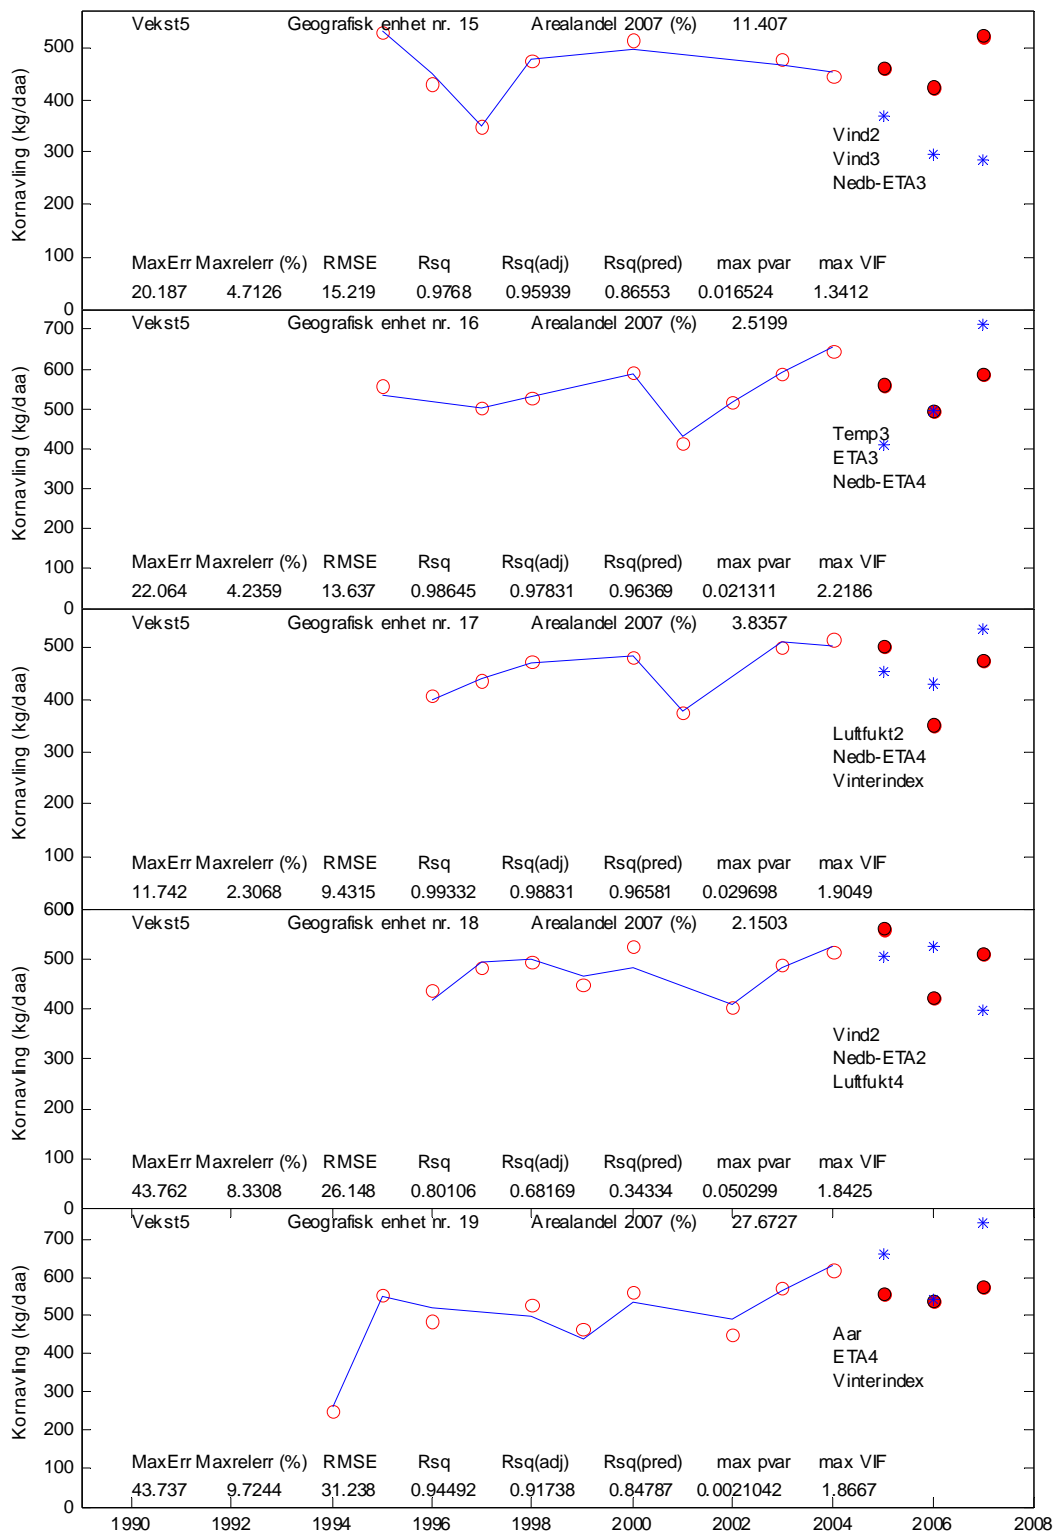 Vekst5 Geografisk enhet nr. 15 Arealandel 2007 (%) 11.407
500
400
300
200
100
0
Kornavling (kg/daa)
Vind2
Vind3
Nedb-ETA3
MaxErr Maxrelerr (%) RMSE Rsq Rsq(adj) Rsq(pred) max pvar max VIF
20.187 4.7126 15.219 0.9768 0.95939 0.86553 0.016524 1.3412
Vekst5 Geografisk enhet nr. 16 Arealandel 2007 (%) 2.5199
700
600
500
400
300
200
100
0
Kornavling (kg/daa)
Temp3
ETA3
Nedb-ETA4
MaxErr Maxrelerr (%) RMSE Rsq Rsq(adj) Rsq(pred) max pvar max VIF
22.064 4.2359 13.637 0.98645 0.97831 0.96369 0.021311 2.2186
Vekst5 Geografisk enhet nr. 17 Arealandel 2007 (%) 3.8357
500
400
300
200
100
0
Kornavling (kg/daa)
Luftfukt2
Nedb-ETA4
Vinterindex
MaxErr Maxrelerr (%) RMSE Rsq Rsq(adj) Rsq(pred) max pvar max VIF
11.742 2.3068 9.4315 0.99332 0.98831 0.96581 0.029698 1.9049
Vekst5 Geografisk enhet nr. 18 Arealandel 2007 (%) 2.1503
600
500
400
300
200
100
0
Kornavling (kg/daa)
Vind2
Nedb-ETA2
Luftfukt4
MaxErr Maxrelerr (%) RMSE Rsq Rsq(adj) Rsq(pred) max pvar max VIF
43.762 8.3308 26.148 0.80106 0.68169 0.34334 0.050299 1.8425
Vekst5 Geografisk enhet nr. 19 Arealandel 2007 (%) 27.6727
700
600
500
400
300
200
100
0
Kornavling (kg/daa)
Aar
ETA4
Vinterindex
MaxErr Maxrelerr (%) RMSE Rsq Rsq(adj) Rsq(pred) max pvar max VIF
43.737 9.7244 31.238 0.94492 0.91738 0.84787 0.0021042 1.8667
1990 1992 1994 1996 1998 2000 2002 2004 2006 2008